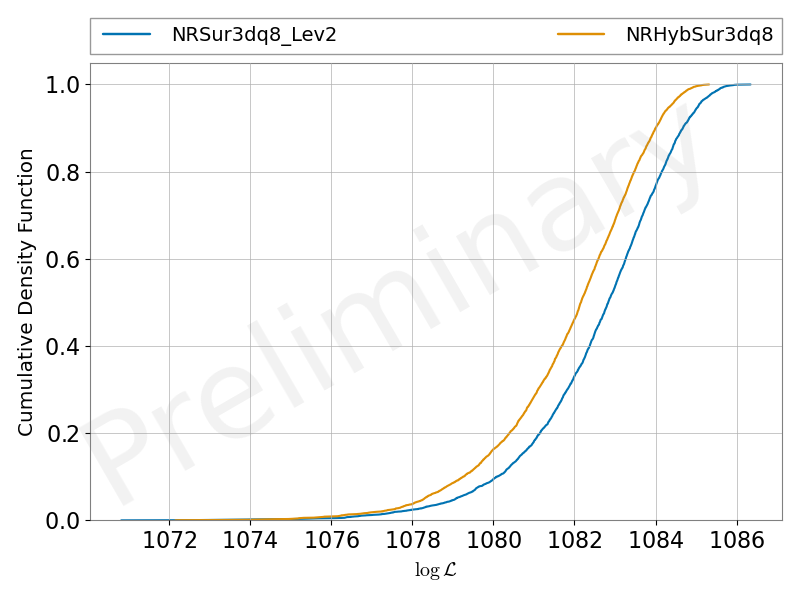 NRSur3dq8_Lev2 NRHybSur3dq8
1.0
0.8
0.6
0.4
0.2
0.0
Cumulative Density Function
Preliminary
1072 1074 1076 1078 1080 1082 1084 1086
log ℒ